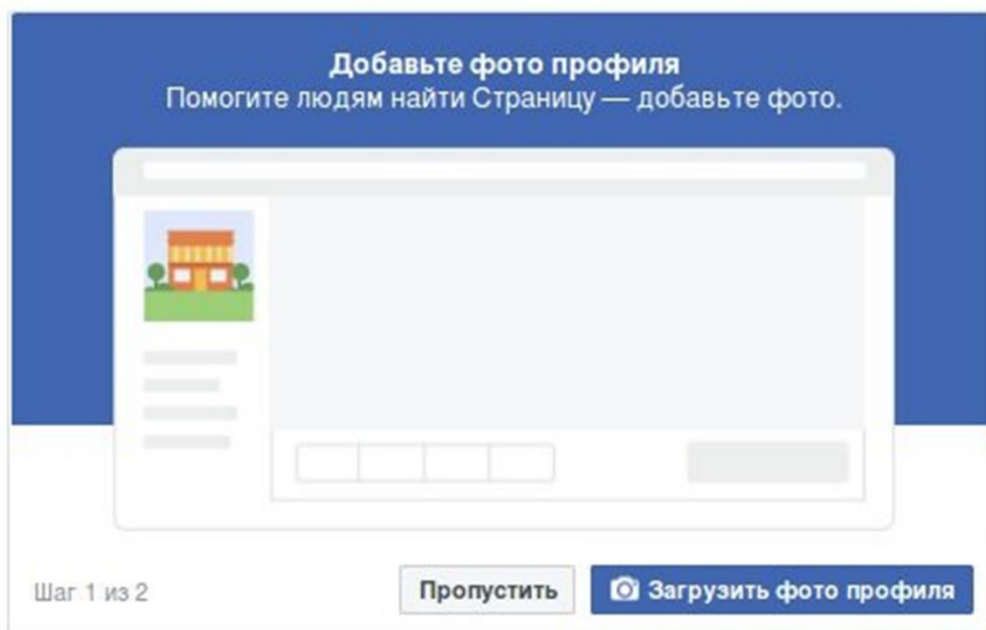 Добавьте фото профиля
Помогите людям найти Страницу — добавьте фото.
Шаг 1 из 2
Пропустить
Загрузить фото профиля